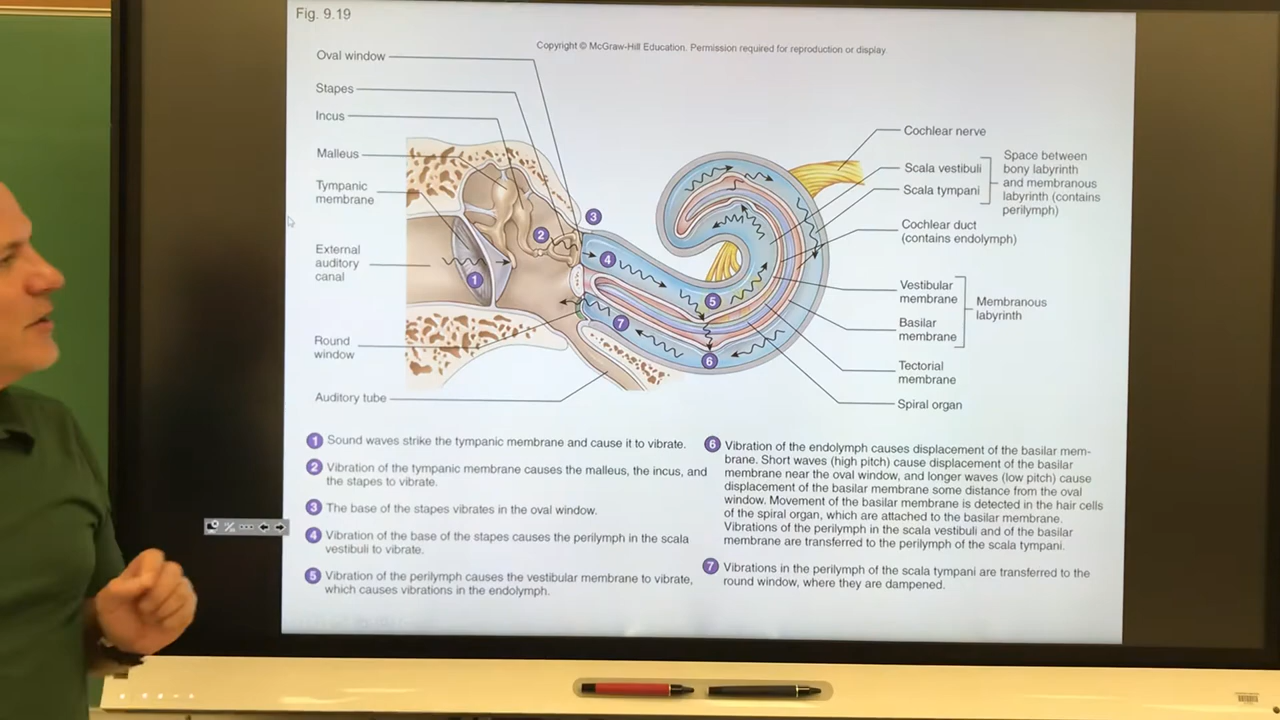 Fig. 9.19
Copyright © McGraw-Hill Education. Permission required for reproduction or display.
Oval window
Stapes
Incus
Malleus
Tympanic
membrane
External
auditory
canal
Round
window
Auditory tube
3
2
1
4
5
7
6
Cochlear nerve
Scala vestibuli
Scala tympani
Space between
bony labyrinth
and membranous
labyrinth (contains
perilymph)
Cochlear duct
(contains endolymph)
Vestibular
membrane
Basilar
membrane
Membranous
labyrinth
Tectorial
membrane
Spiral organ
1 Sound waves strike the tympanic membrane and cause it to vibrate.
2 Vibration of the tympanic membrane causes the malleus, the incus, and
the stapes to vibrate.
3 The base of the stapes vibrates in the oval window.
4 Vibration of the base of the stapes causes the perilymph in the scala
vestibuli to vibrate.
5 Vibration of the perilymph causes the vestibular membrane to vibrate,
which causes vibrations in the endolymph.
6 Vibration of the endolymph causes displacement of the basilar mem-
brane. Short waves (high pitch) cause displacement of the basilar
membrane near the oval window, and longer waves (low pitch) cause
displacement of the basilar membrane some distance from the oval
window. Movement of the basilar membrane is detected in the hair cells
of the spiral organ, which are attached to the basilar membrane.
Vibrations of the perilymph in the scala vestibuli and of the basilar
membrane are transferred to the perilymph of the scala tympani.
7 Vibrations in the perilymph of the scala tympani are transferred to the
round window, where they are dampened.